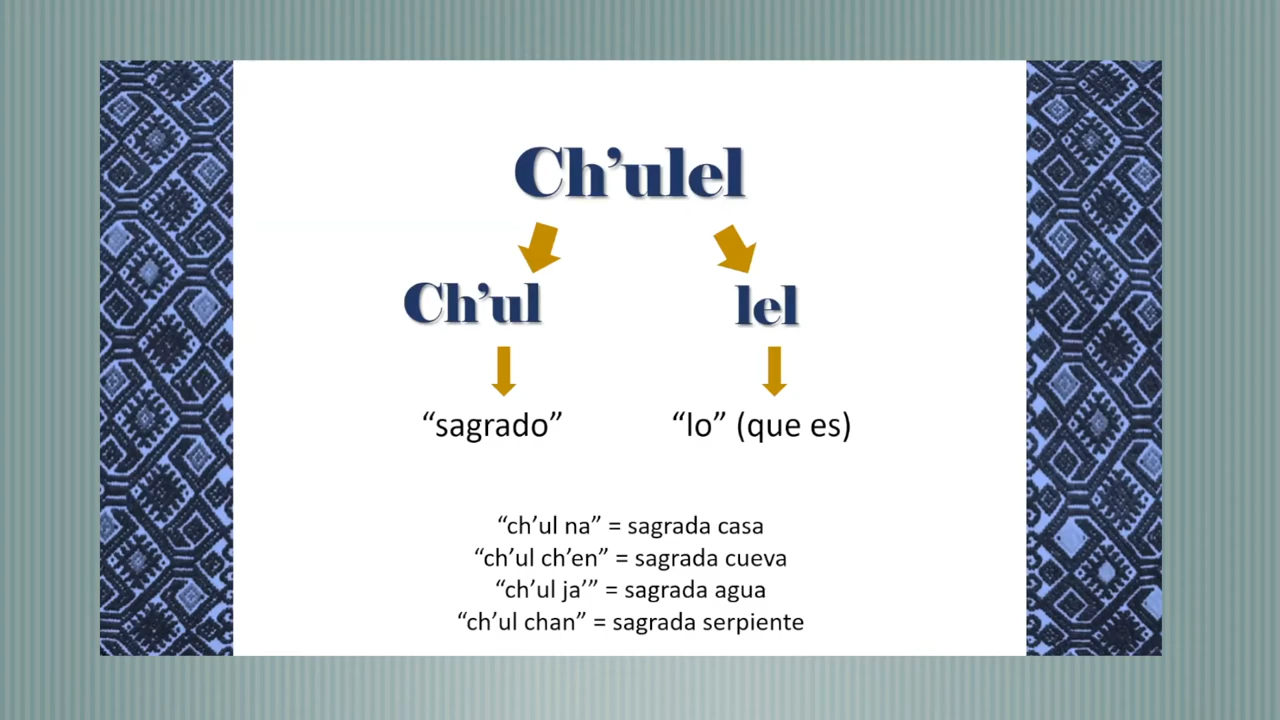 Ch’ulel
Ch’ul lel
“sagrado” “lo” (que es)
“ch’ul na” = sagrada casa
“ch’ul ch’en” = sagrada cueva
“ch’ul ja’” = sagrada agua
“ch’ul chan” = sagrada serpiente